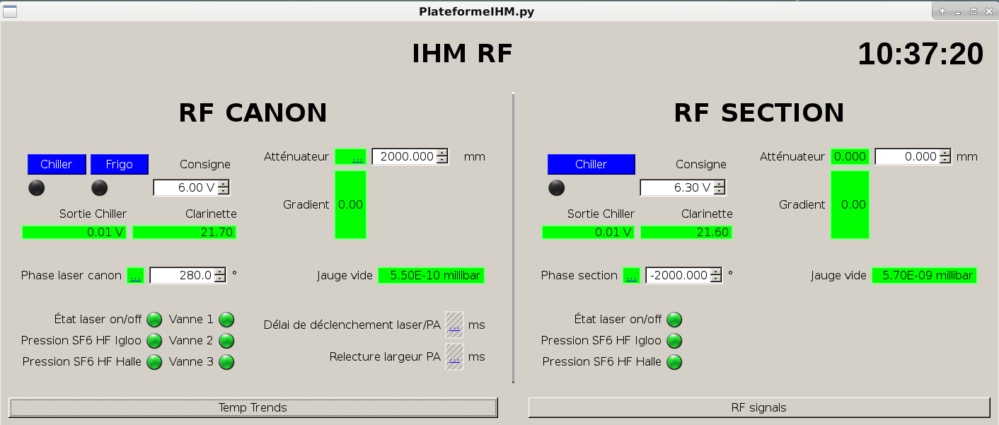 PlateformeIHM.py
IHM RF
10:37:20
RF CANON
Chiller Frigo Consigne
6.00 V
Sortie Chiller Clarinette
0.01 V 21.70
Atténuateur ... 2000.000 mm
Gradient 0.00
Phase laser canon ... 280.0 °
Jauge vide 5.50E-10 millibar
État laser on/off Vanne 1
Pression SF6 HF Igloo Vanne 2
Pression SF6 HF Halle Vanne 3
Délai de déclenchement laser/PA ... ms
Relecture largeur PA ... ms
Temp Trends
RF SECTION
Chiller Consigne
6.30 V
Sortie Chiller Clarinette
0.01 V 21.60
Atténuateur 0.000 0.000 mm
Gradient 0.00
Phase section ... -2000.000 °
Jauge vide 5.70E-09 millibar
État laser on/off
Pression SF6 HF Igloo
Pression SF6 HF Halle
RF signals